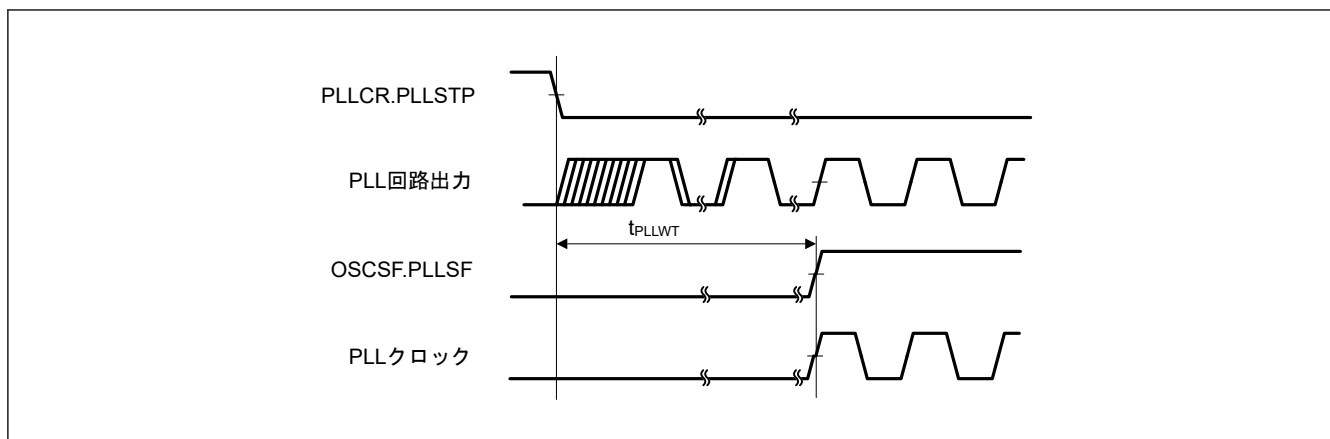 PLLCR.PLLSTP
PLL回路出力
tPLLWT
OSCSF.PLLSF
PLLクロック